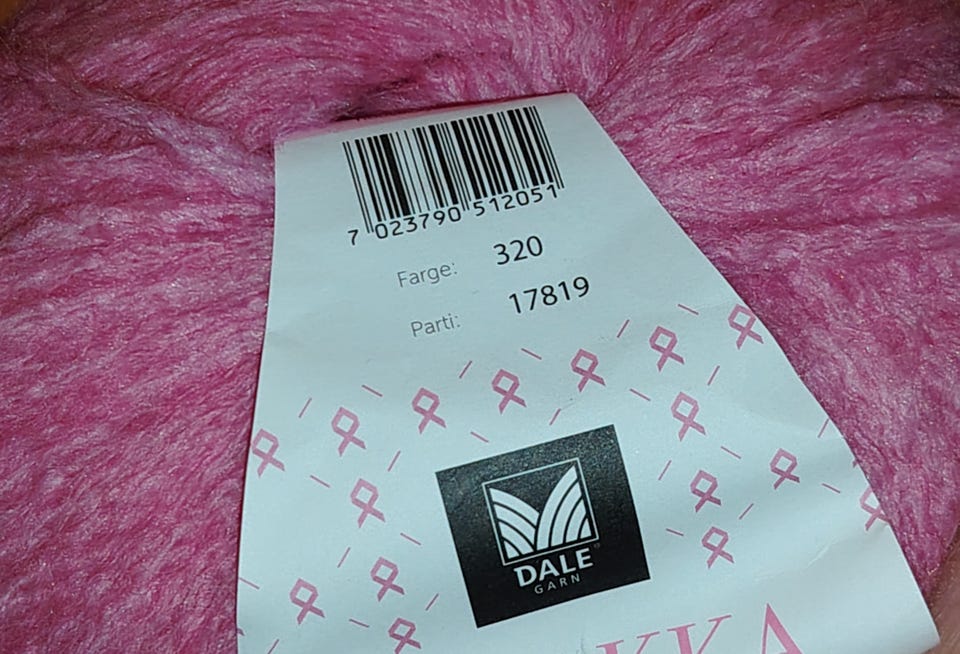 7 023790 512051
Farge: 320
Parti: 17819
DALE
GARN